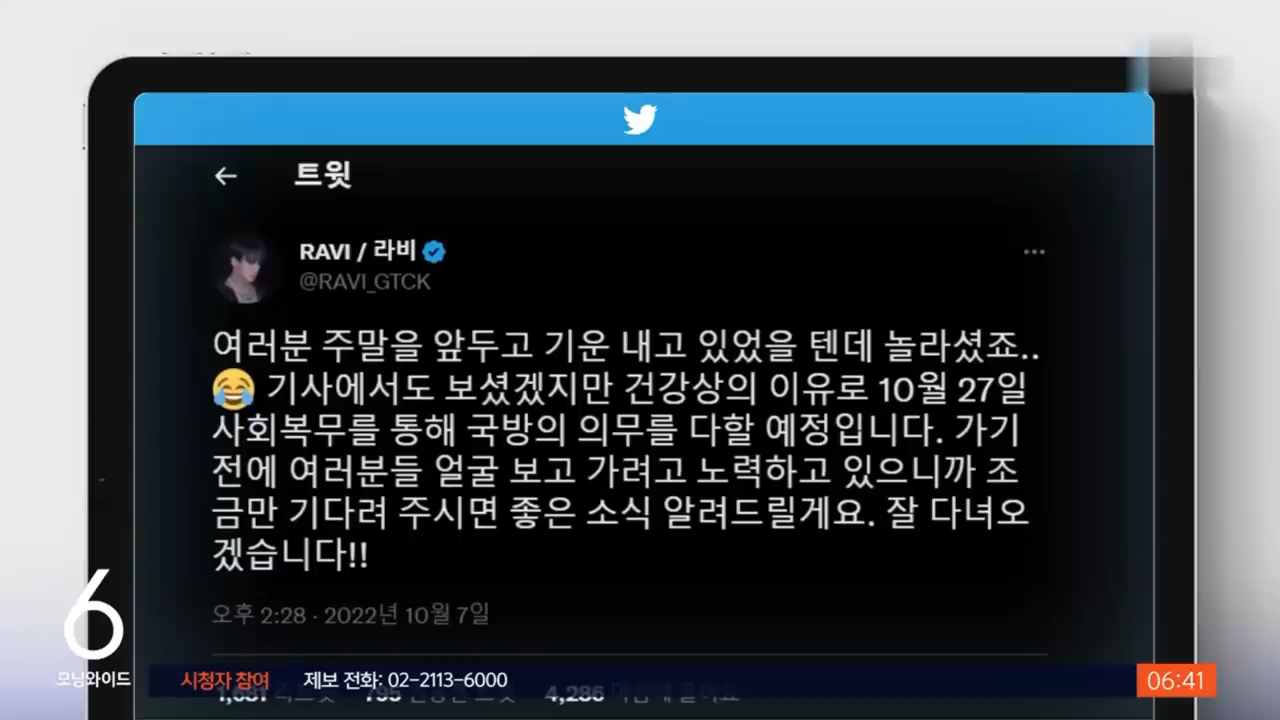 트윗
RAVI / 라비
@RAVI_GTCK
여러분 주말을 앞두고 기운 내고 있었을 텐데 놀라셨죠..
😂 기사에서도 보셨겠지만 건강상의 이유로 10월 27일
사회복무를 통해 국방의 의무를 다할 예정입니다. 가기
전에 여러분들 얼굴 보고 가려고 노력하고 있으니까 조
금만 기다려 주시면 좋은 소식 알려드릴게요. 잘 다녀오
겠습니다!!
오후 2:28 · 2022년 10월 7일
6
모닝와이드
시청자 참여 제보 전화: 02-2113-6000
06:41
4,286